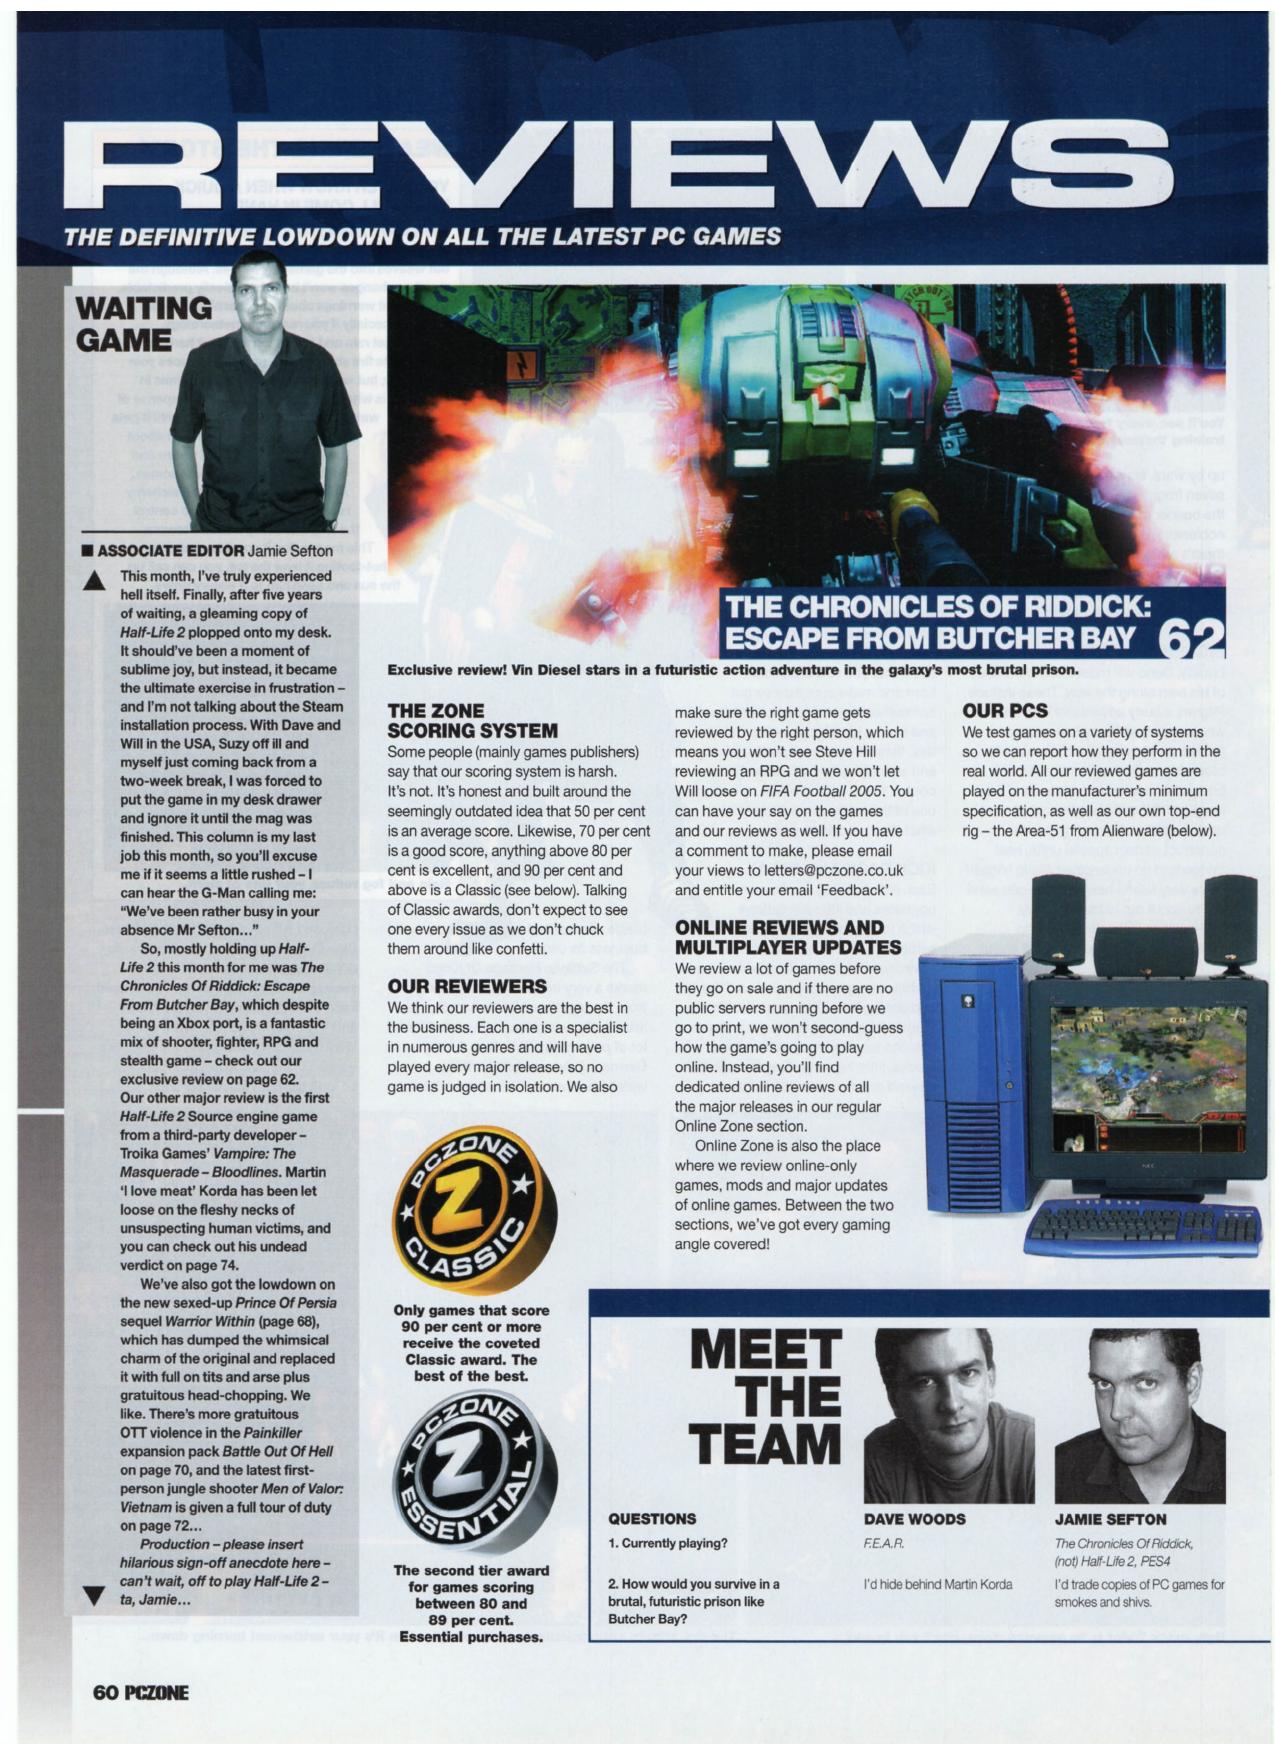 REVIEWS
THE DEFINITIVE LOWDOWN ON ALL THE LATEST PC GAMES
WAITING
GAME
■ ASSOCIATE EDITOR Jamie Sefton
This month, I've truly experienced
hell itself. Finally, after five years
of waiting, a gleaming copy of
Half-Life 2 plopped onto my desk.
It should've been a moment of
sublime joy, but instead, it became
the ultimate exercise in frustration –
and I'm not talking about the Steam
installation process. With Dave and
Will in the USA, Suzy off ill and
myself just coming back from a
two-week break, I was forced to
put the game in my desk drawer
and ignore it until the mag was
finished. This column is my last
job this month, so you'll excuse
me if it seems a little rushed – I
can hear the G-Man calling me:
“We've been rather busy in your
absence Mr Sefton...”
So, mostly holding up Half-
Life 2 this month for me was The
Chronicles Of Riddick: Escape
From Butcher Bay, which despite
being an Xbox port, is a fantastic
mix of shooter, fighter, RPG and
stealth game – check out our
exclusive review on page 62.
Our other major review is the first
Half-Life 2 Source engine game
from a third-party developer –
Troika Games' Vampire: The
Masquerade – Bloodlines. Martin
'I love meat' Korda has been let
loose on the fleshy necks of
unsuspecting human victims, and
you can check out his undead
verdict on page 74.
We've also got the lowdown on
the new sexed-up Prince Of Persia
sequel Warrior Within (page 68),
which has dumped the whimsical
charm of the original and replaced
it with full on tits and arse plus
gratuitous head-chopping. We
like. There's more gratuitous
OTT violence in the Painkiller
expansion pack Battle Out Of Hell
on page 70, and the latest first-
person jungle shooter Men of Valor:
Vietnam is given a full tour of duty
on page 72...
Production – please insert
hilarious sign-off anecdote here –
can't wait, off to play Half-Life 2 –
ta, Jamie...
THE CHRONICLES OF RIDDICK:
ESCAPE FROM BUTCHER BAY 62
Exclusive review! Vin Diesel stars in a futuristic action adventure in the galaxy's most brutal prison.
THE ZONE
SCORING SYSTEM
Some people (mainly games publishers)
say that our scoring system is harsh.
It's not. It's honest and built around the
seemingly outdated idea that 50 per cent
is an average score. Likewise, 70 per cent
is a good score, anything above 80 per
cent is excellent, and 90 per cent and
above is a Classic (see below). Talking
of Classic awards, don't expect to see
one every issue as we don't chuck
them around like confetti.
OUR REVIEWERS
We think our reviewers are the best in
the business. Each one is a specialist
in numerous genres and will have
played every major release, so no
game is judged in isolation. We also
make sure the right game gets
reviewed by the right person, which
means you won't see Steve Hill
reviewing an RPG and we won't let
Will loose on FIFA Football 2005. You
can have your say on the games
and our reviews as well. If you have
a comment to make, please email
your views to letters@pczone.co.uk
and entitle your email 'Feedback'.
ONLINE REVIEWS AND
MULTIPLAYER UPDATES
We review a lot of games before
they go on sale and if there are no
public servers running before we
go to print, we won't second-guess
how the game's going to play
online. Instead, you'll find
dedicated online reviews of all
the major releases in our regular
Online Zone section.
Online Zone is also the place
where we review online-only
games, mods and major updates
of online games. Between the two
sections, we've got every gaming
angle covered!
OUR PCS
We test games on a variety of systems
so we can report how they perform in the
real world. All our reviewed games are
played on the manufacturer's minimum
specification, as well as our own top-end
rig – the Area-51 from Alienware (below).
NEC
PCZONE
Z
CLASSIC
Only games that score
90 per cent or more
receive the coveted
Classic award. The
best of the best.
PCZONE
Z
ESSENTIAL
The second tier award
for games scoring
between 80 and
89 per cent.
Essential purchases.
MEET
THE
TEAM
QUESTIONS
DAVE WOODS
JAMIE SEFTON
1. Currently playing?
F.E.A.R.
The Chronicles Of Riddick,
(not) Half-Life 2, PES4
2. How would you survive in a
brutal, futuristic prison like
Butcher Bay?
I'd hide behind Martin Korda
I'd trade copies of PC games for
smokes and shivs.
60 PCZONE